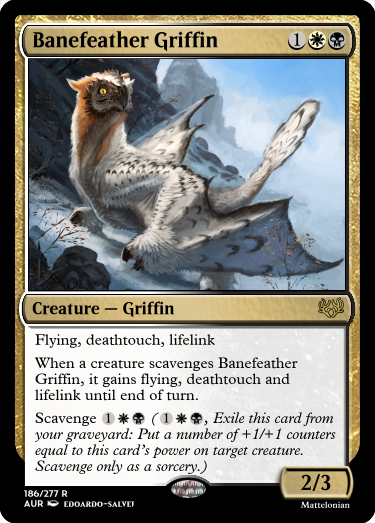 Banefeather Griffin 1
Creature — Griffin
Flying, deathtouch, lifelink
When a creature scavenges Banefeather
Griffin, it gains flying, deathtouch and
lifelink until end of turn.
Scavenge 1 ( 1 , Exile this card from
your graveyard: Put a number of +1/+1 counters
equal to this card's power on target creature.
Scavenge only as a sorcery.)
2/3
186/277 R
AUR EDOARDO-SALVEI
Mattelonian